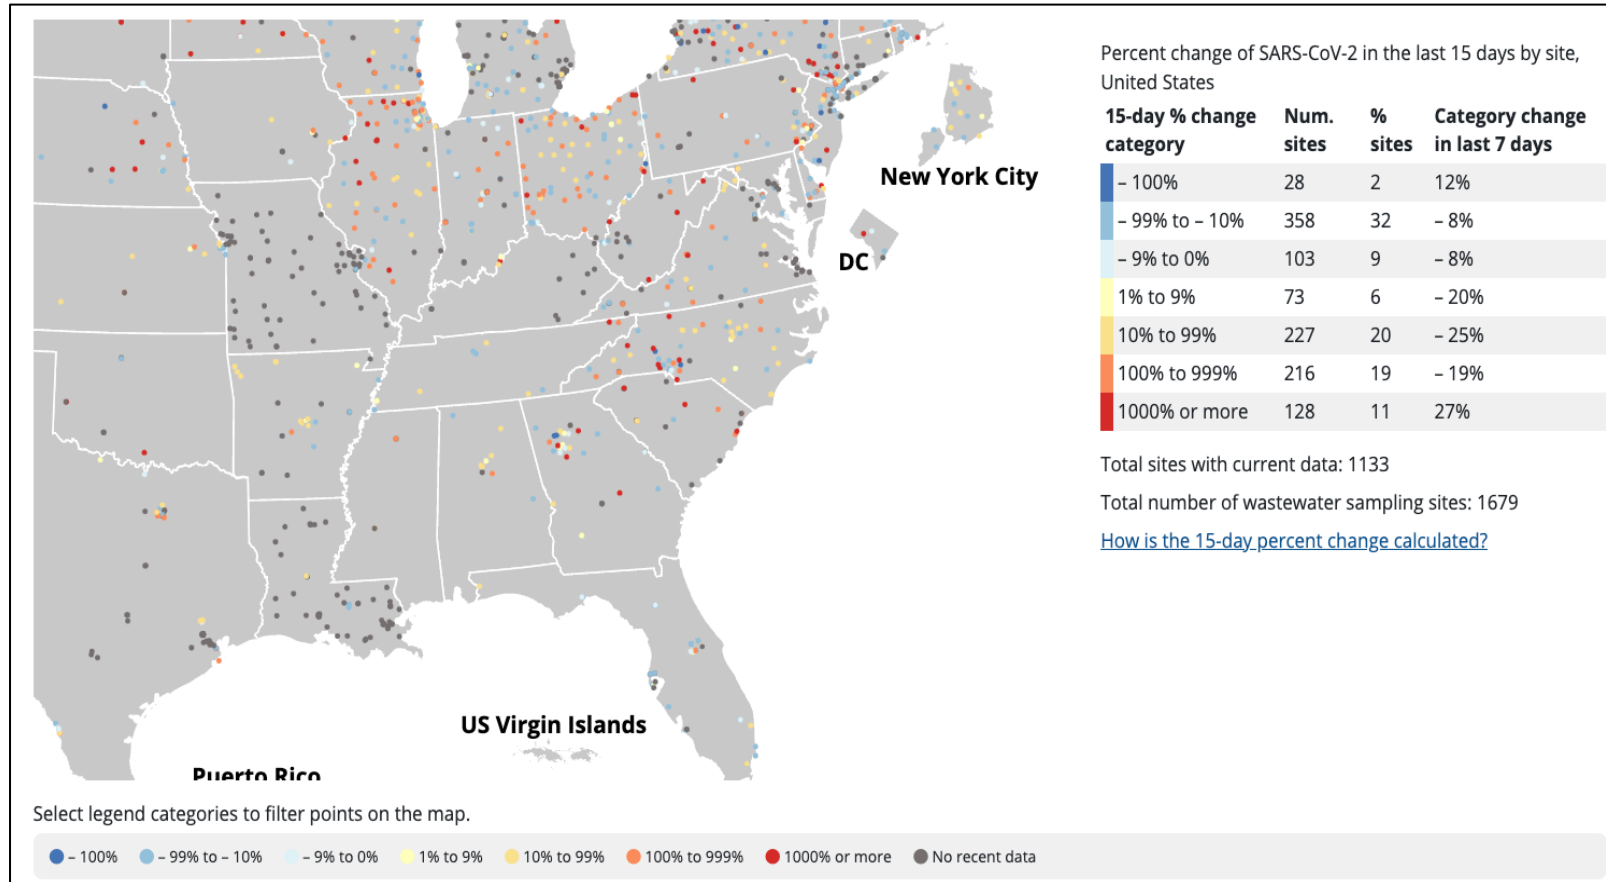 Percent change of SARS-CoV-2 in the last 15 days by site,
United States
15-day % change category Num. sites % sites Category change in last 7 days
– 100% 28 2 12%
– 99% to – 10% 358 32 – 8%
– 9% to 0% 103 9 – 8%
1% to 9% 73 6 – 20%
10% to 99% 227 20 – 25%
100% to 999% 216 19 – 19%
1000% or more 128 11 27%
Total sites with current data: 1133
Total number of wastewater sampling sites: 1679
How is the 15-day percent change calculated?
New York City
DC
US Virgin Islands
Puerto Rico
Select legend categories to filter points on the map.
– 100% – 99% to – 10% – 9% to 0% 1% to 9% 10% to 99% 100% to 999% 1000% or more No recent data